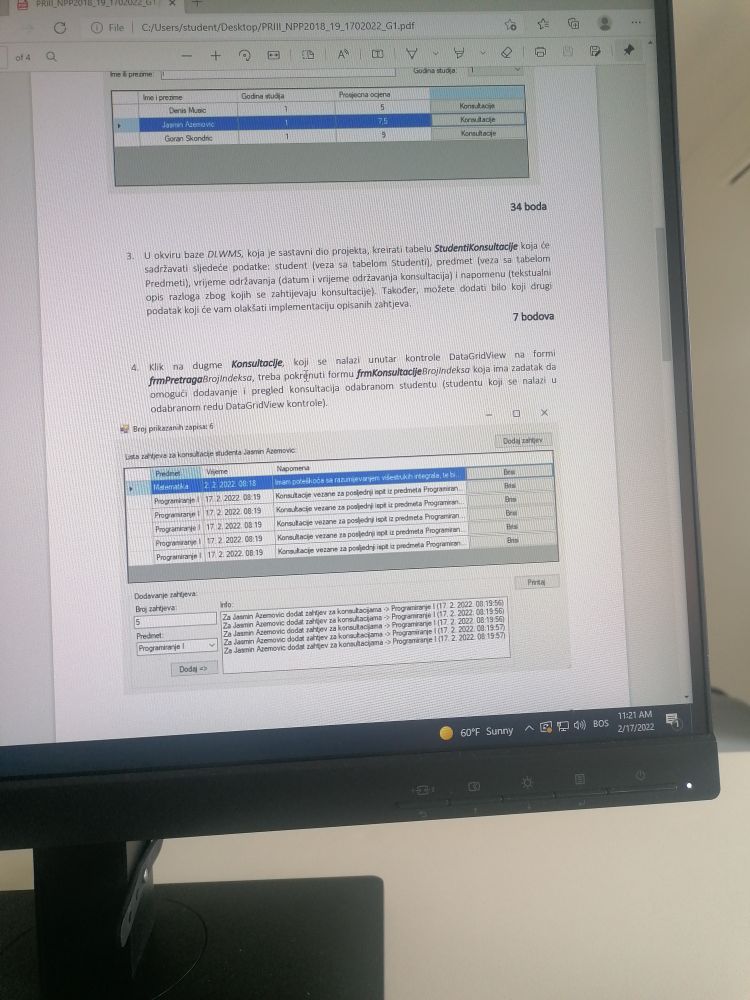 PRIII_NPP2018_19_1702022_G1
File C:/Users/student/Desktop/PRIII_NPP2018_19_1702022_G1.pdf
of 4
Ime ili prezime:
Godina studija: 1
Ime i prezime Godina studija Prosjecna ocjena
Denis Music 1 5 Konsultacije
Jasmin Azemovic 1 7,5 Konsultacije
Goran Skondric 1 9 Konsultacije
34 boda
3. U okviru baze DLWMS, koja je sastavni dio projekta, kreirati tabelu StudentiKonsultacije koja će
sadržavati sljedeće podatke: student (veza sa tabelom Studenti), predmet (veza sa tabelom
Predmeti), vrijeme održavanja (datum i vrijeme održavanja konsultacija) i napomenu (tekstualni
opis razloga zbog kojih se zahtijevaju konsultacije). Također, možete dodati bilo koji drugi
podatak koji će vam olakšati implementaciju opisanih zahtjeva.
7 bodova
4. Klik na dugme Konsultacije, koji se nalazi unutar kontrole DataGridView na formi
frmPretragaBrojIndeksa, treba pokrenuti formu frmKonsultacijeBrojIndeksa koja ima zadatak da
omogući dodavanje i pregled konsultacija odabranom studentu (studentu koji se nalazi u
odabranom redu DataGridView kontrole).
Broj prikazanih zapisa: 6
Lista zahtjeva za konsultacije studenta Jasmin Azemovic:
Dodaj zahtjev
Predmet Vrijeme Napomena
Matematika 2. 2. 2022. 08:18 Imam poteškoća sa razumijevanjem višestrukih integrala, te bi... Brisi
Programiranje I 17. 2. 2022. 08:19 Konsultacije vezane za posljednji ispit iz predmeta Programiran... Brisi
Programiranje I 17. 2. 2022. 08:19 Konsultacije vezane za posljednji ispit iz predmeta Programiran... Brisi
Programiranje I 17. 2. 2022. 08:19 Konsultacije vezane za posljednji ispit iz predmeta Programiran... Brisi
Programiranje I 17. 2. 2022. 08:19 Konsultacije vezane za posljednji ispit iz predmeta Programiran... Brisi
Programiranje I 17. 2. 2022. 08:19 Konsultacije vezane za posljednji ispit iz predmeta Programiran... Brisi
Printaj
Dodavanje zahtjeva:
Broj zahtjeva:
5
Predmet:
Programiranje I
Dodaj =>
Info:
Za Jasmin Azemovic dodat zahtjev za konsultacijama -> Programiranje I (17. 2. 2022. 08:19:56)
Za Jasmin Azemovic dodat zahtjev za konsultacijama -> Programiranje I (17. 2. 2022. 08:19:56)
Za Jasmin Azemovic dodat zahtjev za konsultacijama -> Programiranje I (17. 2. 2022. 08:19:56)
Za Jasmin Azemovic dodat zahtjev za konsultacijama -> Programiranje I (17. 2. 2022. 08:19:57)
Za Jasmin Azemovic dodat zahtjev za konsultacijama -> Programiranje I (17. 2. 2022. 08:19:57)
60°F Sunny
BOS
11:21 AM
2/17/2022
1